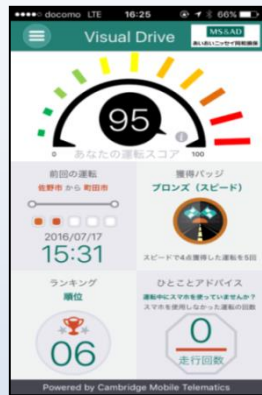 docomo LTE 16:25 66%
Visual Drive
MS&AD
あいおいニッセイ同和損保
95
0 あなたの運転スコア 100
前回の運転
佐野市 から 町田市
2016/07/17
15:31
獲得バッジ
ブロンズ（スピード）
スピードで4点獲得した運転を5回
ランキング
順位
06
ひとことアドバイス
運転中にスマホを使っていませんか？
スマホを使用しなかった運転の回数
0
走行回数
Powered by Cambridge Mobile Telematics